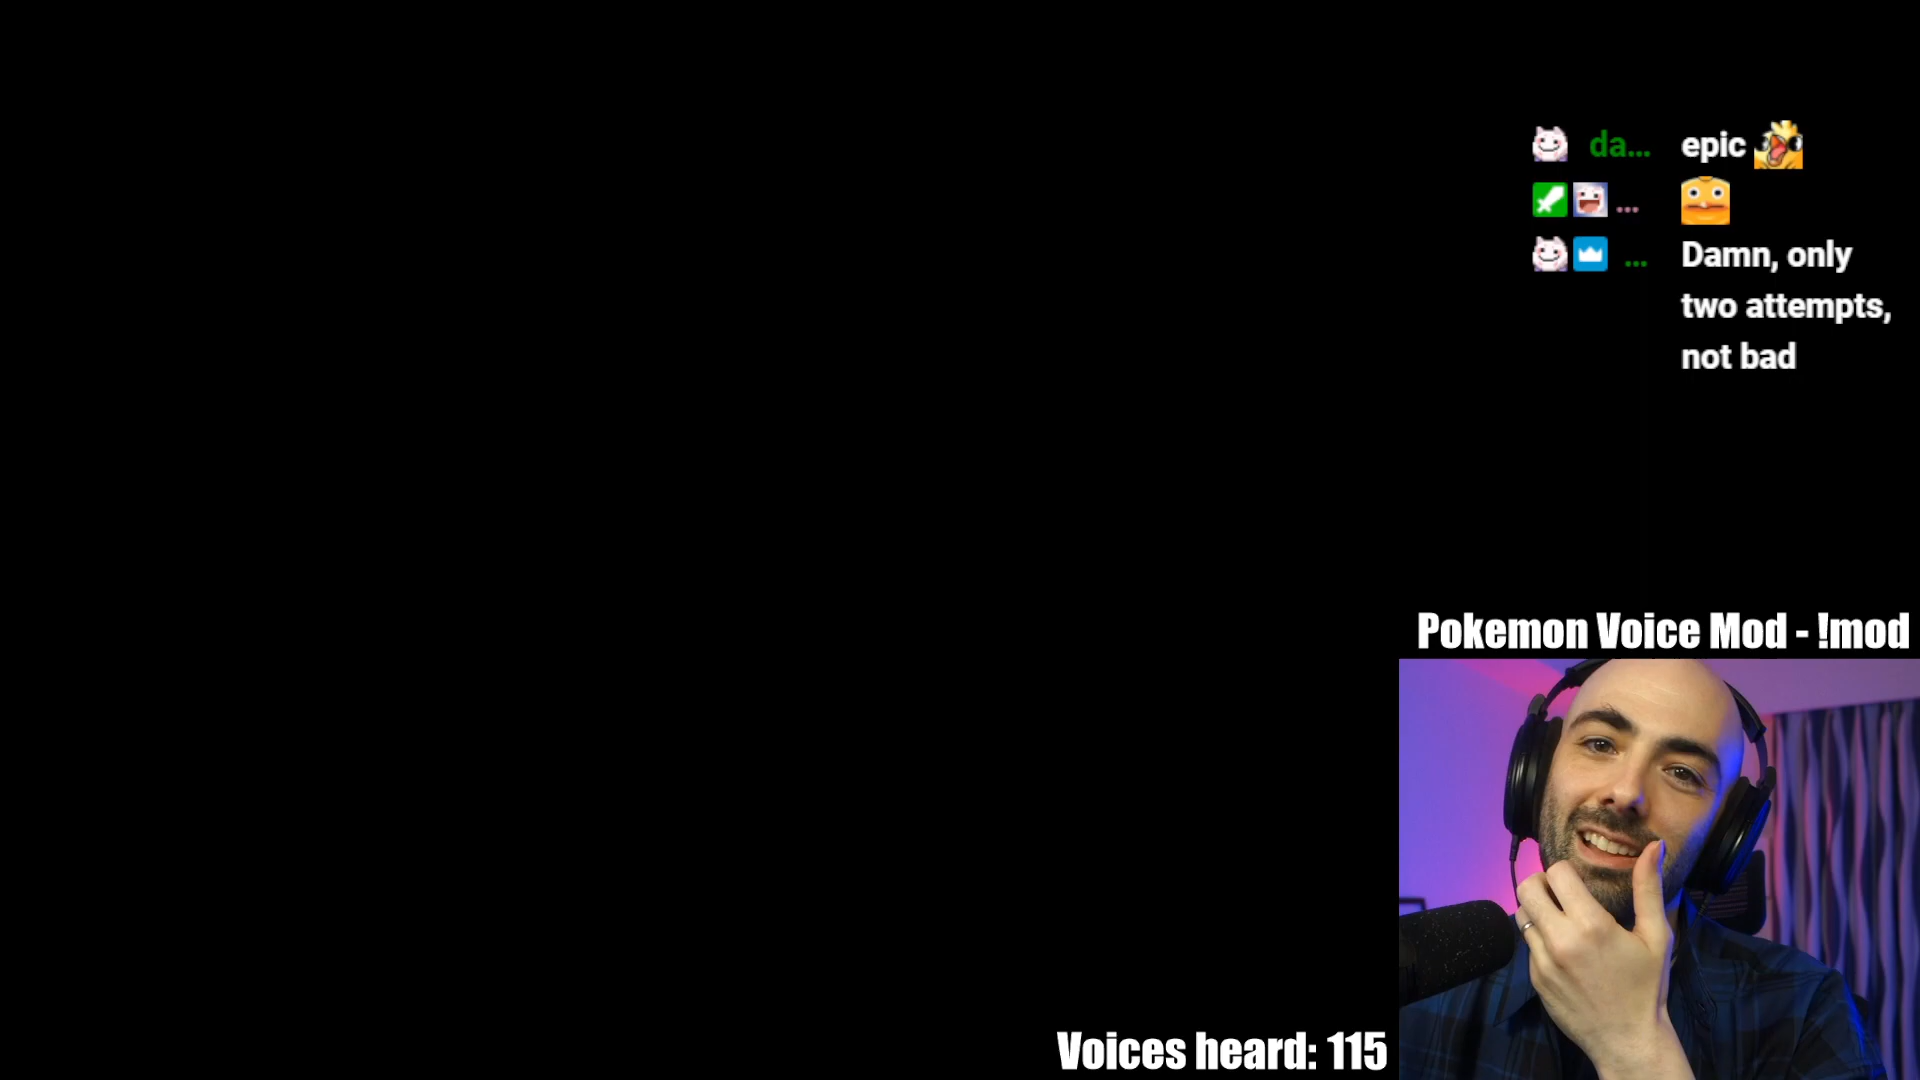 da... epic
...
... Damn, only
two attempts,
not bad
Pokemon Voice Mod - !mod
Voices heard: 115